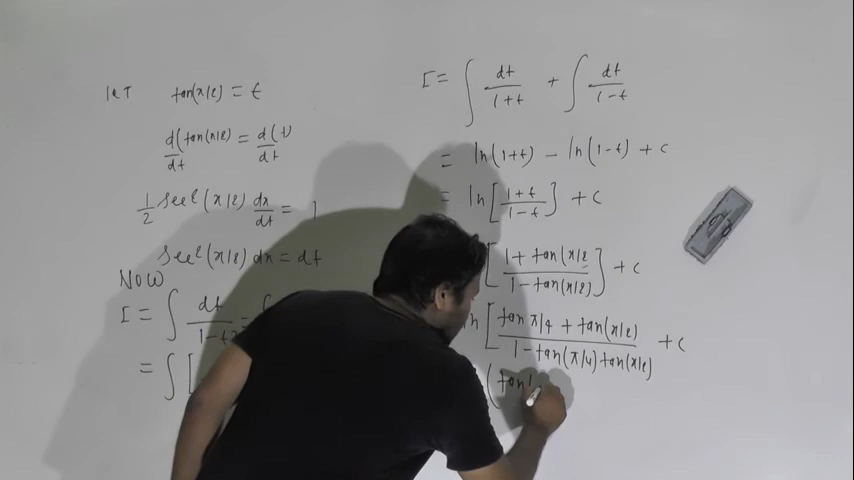 let tan(x/2) = t
d(tan(x/2) = d(t)
dt dt
1/2 sec2(x/2) dx/dt = 1
sec2(x/2) dx = dt
NOW
I = ∫ dt/1-t2 =
= ∫ [
I = ∫ dt/1+t + ∫ dt/1-t
= ln(1+t) - ln(1-t) + c
= ln[1+t/1-t] + c
[1+tan(x/2/1-tan(x/2)] + c
[tan π/4 + tan(x/2)/1-tan(π/4)tan(x/2) + c
(tan